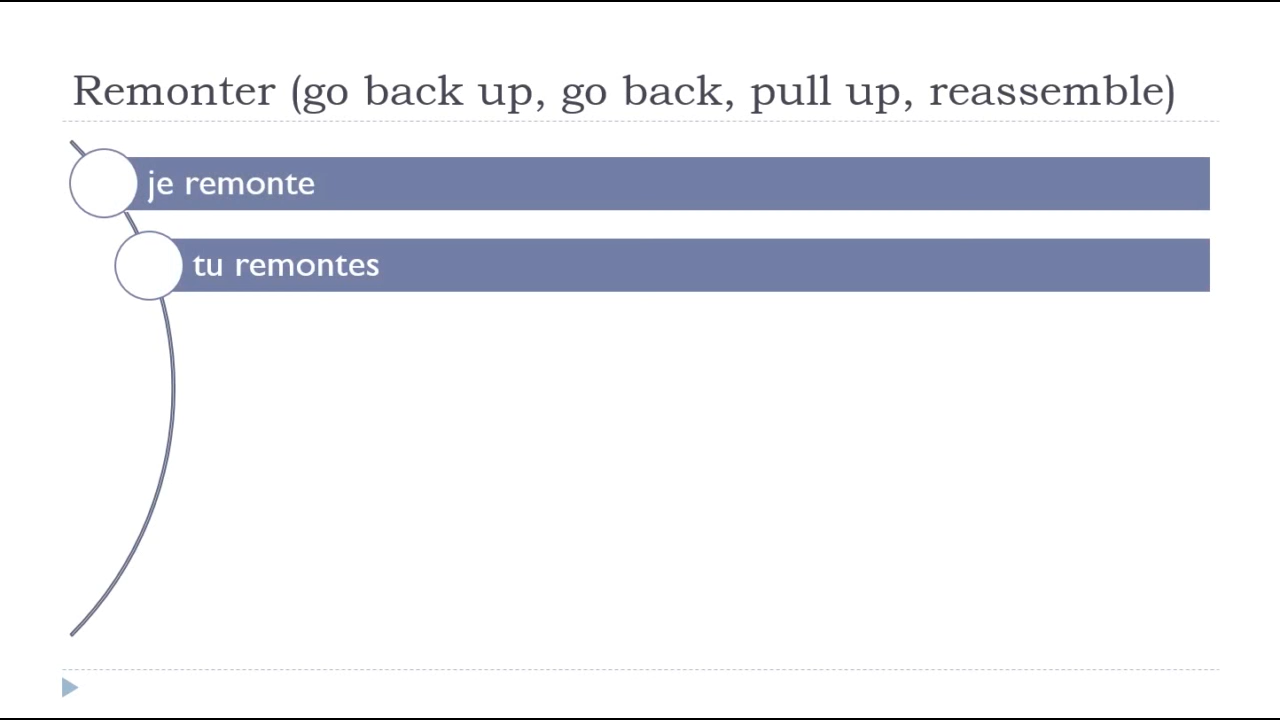 Remonter (go back up, go back, pull up, reassemble)
je remonte
tu remontes